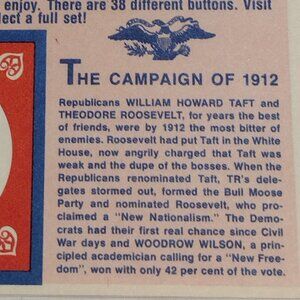 enjoy. There are 38 different buttons. Visit
lect a full set!
THE CAMPAIGN OF 1912
Republicans WILLIAM HOWARD TAFT and
THEODORE ROOSEVELT, for years the best
of friends, were by 1912 the most bitter of
enemies. Roosevelt had put Taft in the White
House, now angrily charged that Taft was
weak and the dupe of the bosses. When the
Republicans renominated Taft, TR's dele-
gates stormed out, formed the Bull Moose
Party and nominated Roosevelt, who pro-
claimed a "New Nationalism." The Demo-
crats had their first real chance since Civil
War days and WOODROW WILSON, a prin-
cipled academician calling for a "New Free-
dom", won with only 42 per cent of the vote.